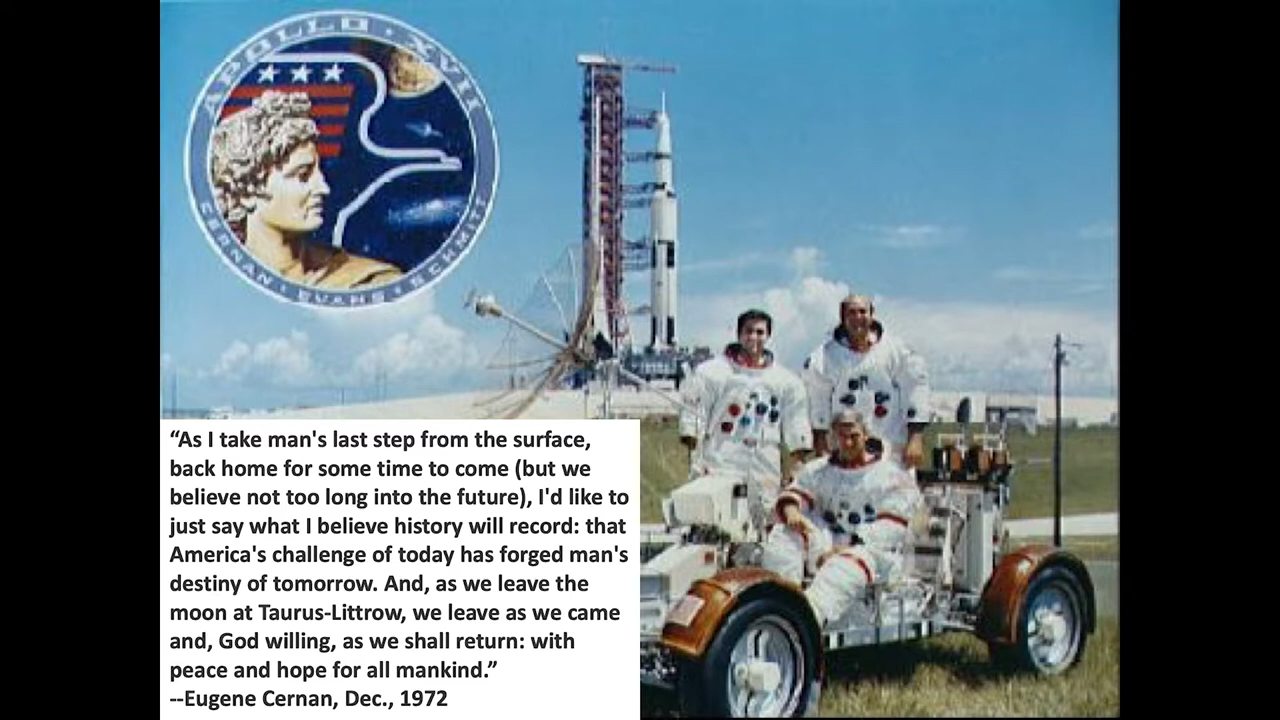 APOLLO · XVII
CERNAN · EVANS · SCHMITT
“As I take man's last step from the surface,
back home for some time to come (but we
believe not too long into the future), I'd like to
just say what I believe history will record: that
America's challenge of today has forged man's
destiny of tomorrow. And, as we leave the
moon at Taurus-Littrow, we leave as we came
and, God willing, as we shall return: with
peace and hope for all mankind.”
--Eugene Cernan, Dec., 1972